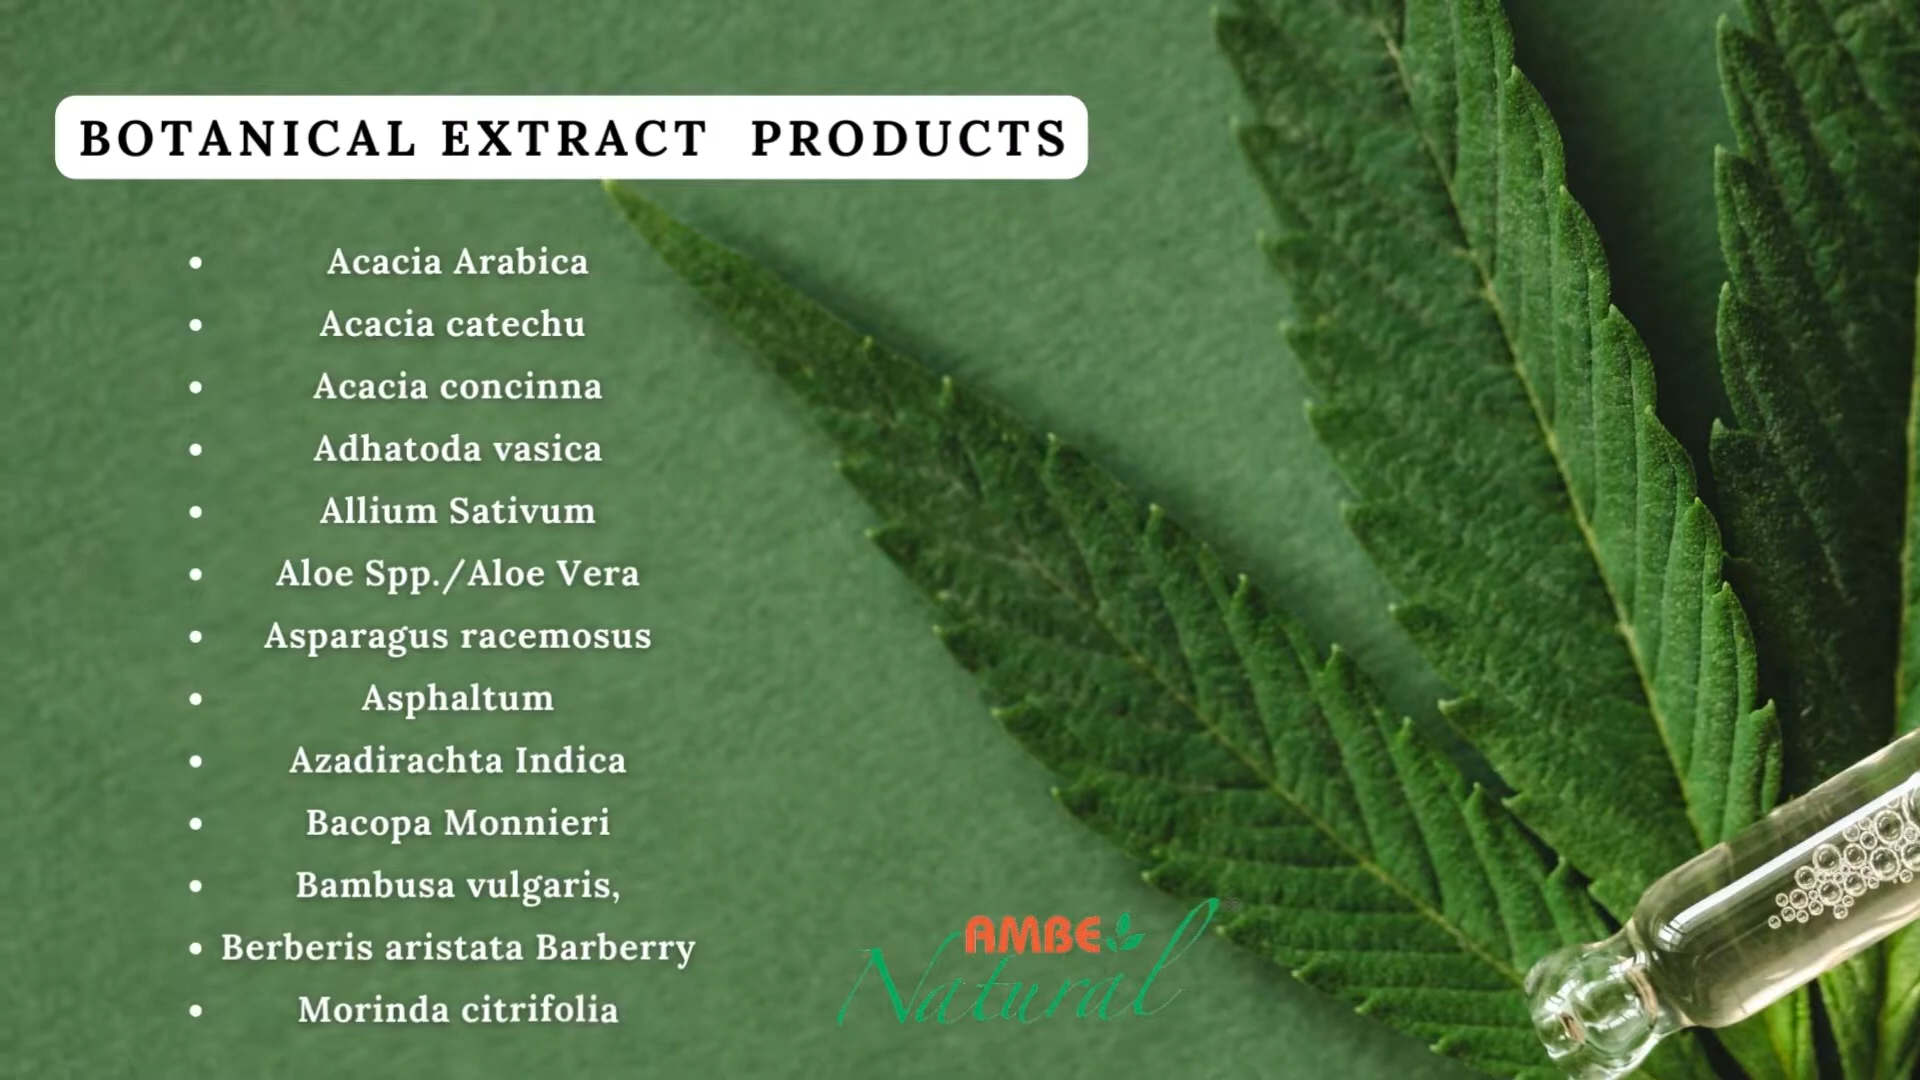 BOTANICAL EXTRACT PRODUCTS
• Acacia Arabica
• Acacia catechu
• Acacia concinna
• Adhatoda vasica
• Allium Sativum
• Aloe Spp./Aloe Vera
• Asparagus racemosus
• Asphaltum
• Azadirachta Indica
• Bacopa Monnieri
• Bambusa vulgaris,
• Berberis aristata Barberry
• Morinda citrifolia
AMBE
Natural